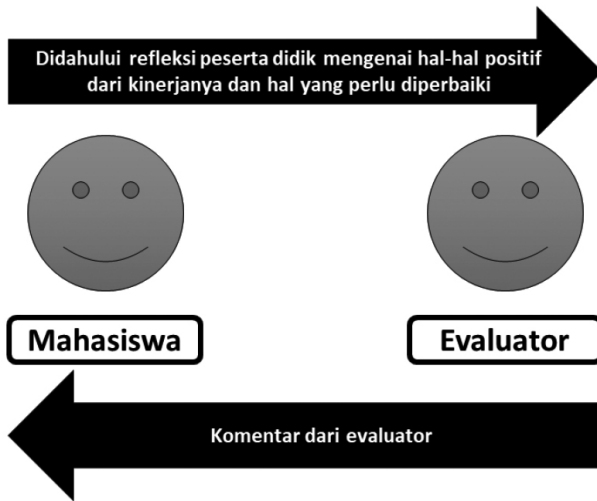 Didahului refleksi peserta didik mengenai hal-hal positif
dari kinerjanya dan hal yang perlu diperbaiki
Mahasiswa
Evaluator
Komentar dari evaluator